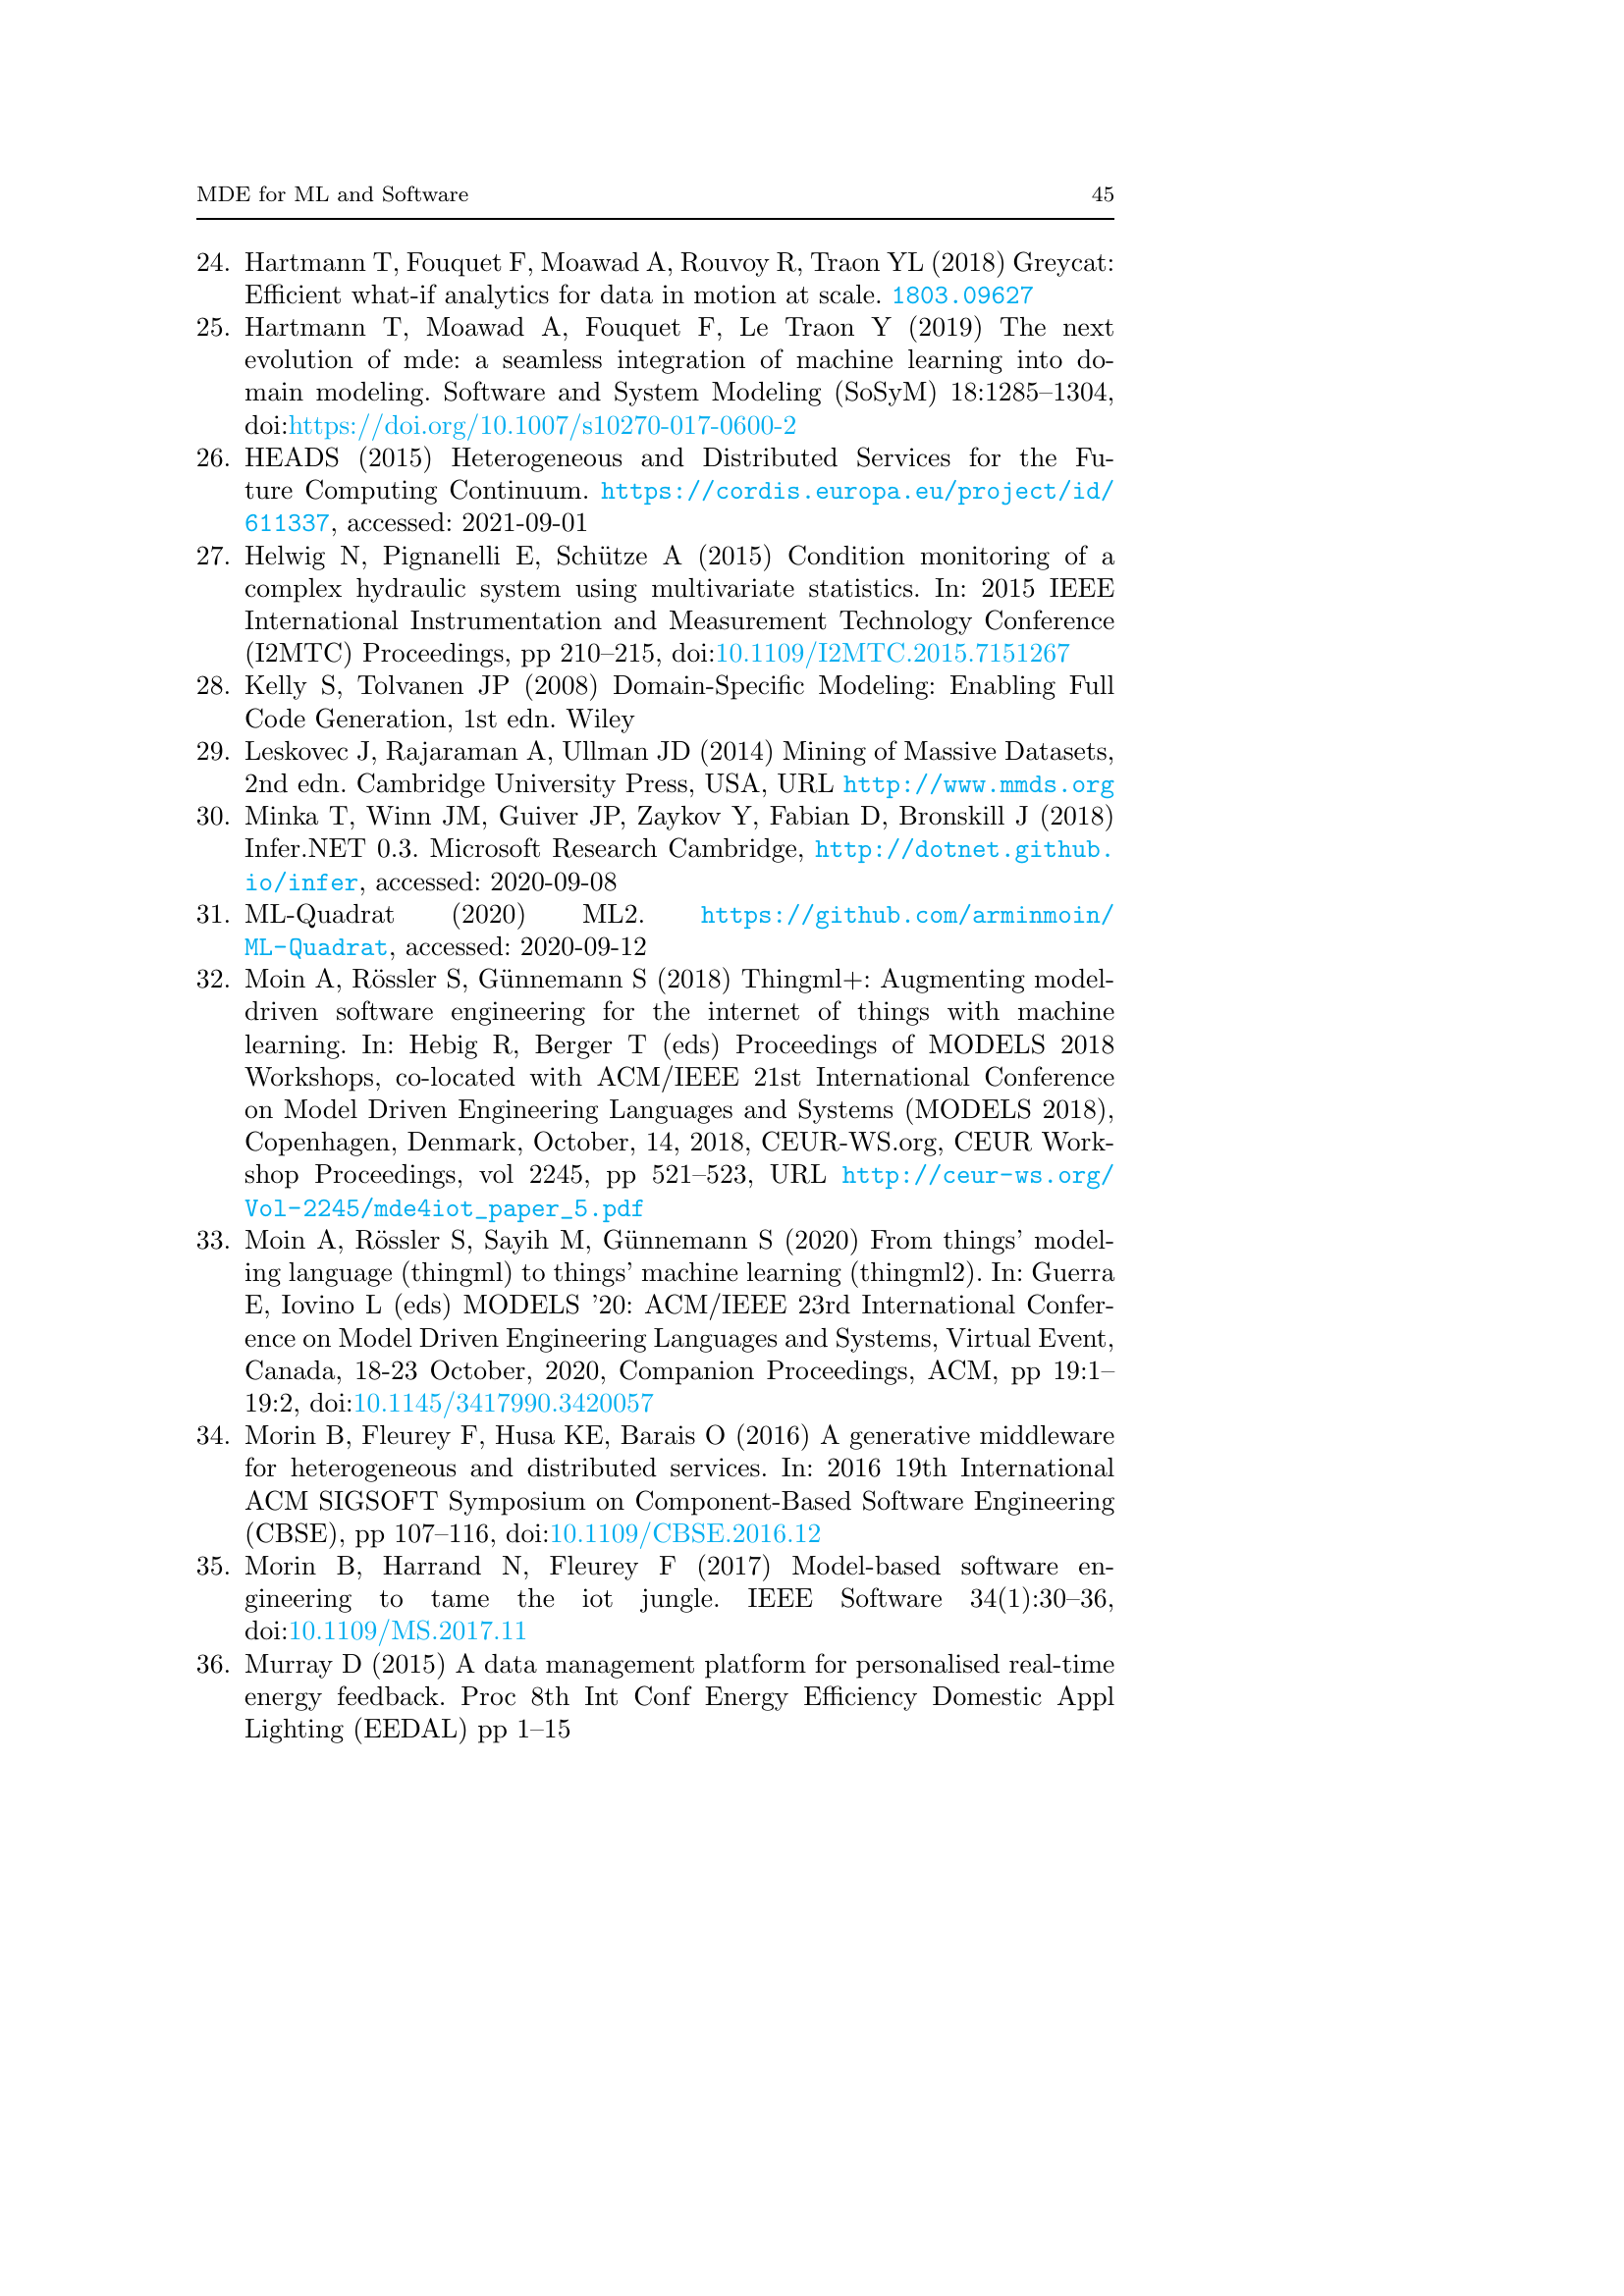 MDE for ML and Software 45
24. Hartmann T, Fouquet F, Moawad A, Rouvoy R, Traon YL (2018) Greycat:
Efficient what-if analytics for data in motion at scale. 1803.09627
25. Hartmann T, Moawad A, Fouquet F, Le Traon Y (2019) The next
evolution of mde: a seamless integration of machine learning into do-
main modeling. Software and System Modeling (SoSyM) 18:1285–1304,
doi:https://doi.org/10.1007/s10270-017-0600-2
26. HEADS (2015) Heterogeneous and Distributed Services for the Fu-
ture Computing Continuum. https://cordis.europa.eu/project/id/
611337, accessed: 2021-09-01
27. Helwig N, Pignanelli E, Schütze A (2015) Condition monitoring of a
complex hydraulic system using multivariate statistics. In: 2015 IEEE
International Instrumentation and Measurement Technology Conference
(I2MTC) Proceedings, pp 210–215, doi:10.1109/I2MTC.2015.7151267
28. Kelly S, Tolvanen JP (2008) Domain-Specific Modeling: Enabling Full
Code Generation, 1st edn. Wiley
29. Leskovec J, Rajaraman A, Ullman JD (2014) Mining of Massive Datasets,
2nd edn. Cambridge University Press, USA, URL http://www.mmds.org
30. Minka T, Winn JM, Guiver JP, Zaykov Y, Fabian D, Bronskill J (2018)
Infer.NET 0.3. Microsoft Research Cambridge, http://dotnet.github.
io/infer, accessed: 2020-09-08
31. ML-Quadrat (2020) ML2. https://github.com/arminmoin/
ML-Quadrat, accessed: 2020-09-12
32. Moin A, Rössler S, Günnemann S (2018) Thingml+: Augmenting model-
driven software engineering for the internet of things with machine
learning. In: Hebig R, Berger T (eds) Proceedings of MODELS 2018
Workshops, co-located with ACM/IEEE 21st International Conference
on Model Driven Engineering Languages and Systems (MODELS 2018),
Copenhagen, Denmark, October, 14, 2018, CEUR-WS.org, CEUR Work-
shop Proceedings, vol 2245, pp 521–523, URL http://ceur-ws.org/
Vol-2245/mde4iot_paper_5.pdf
33. Moin A, Rössler S, Sayih M, Günnemann S (2020) From things' model-
ing language (thingml) to things' machine learning (thingml2). In: Guerra
E, Iovino L (eds) MODELS '20: ACM/IEEE 23rd International Confer-
ence on Model Driven Engineering Languages and Systems, Virtual Event,
Canada, 18-23 October, 2020, Companion Proceedings, ACM, pp 19:1–
19:2, doi:10.1145/3417990.3420057
34. Morin B, Fleurey F, Husa KE, Barais O (2016) A generative middleware
for heterogeneous and distributed services. In: 2016 19th International
ACM SIGSOFT Symposium on Component-Based Software Engineering
(CBSE), pp 107–116, doi:10.1109/CBSE.2016.12
35. Morin B, Harrand N, Fleurey F (2017) Model-based software en-
gineering to tame the iot jungle. IEEE Software 34(1):30–36,
doi:10.1109/MS.2017.11
36. Murray D (2015) A data management platform for personalised real-time
energy feedback. Proc 8th Int Conf Energy Efficiency Domestic Appl
Lighting (EEDAL) pp 1–15